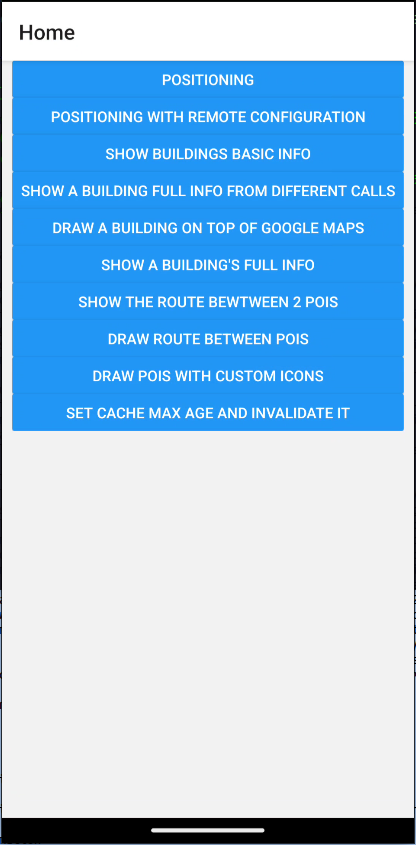 Home
POSITIONING
POSITIONING WITH REMOTE CONFIGURATION
SHOW BUILDINGS BASIC INFO
SHOW A BUILDING FULL INFO FROM DIFFERENT CALLS
DRAW A BUILDING ON TOP OF GOOGLE MAPS
SHOW A BUILDING'S FULL INFO
SHOW THE ROUTE BEWTWEEN 2 POIS
DRAW ROUTE BETWEEN POIS
DRAW POIS WITH CUSTOM ICONS
SET CACHE MAX AGE AND INVALIDATE IT